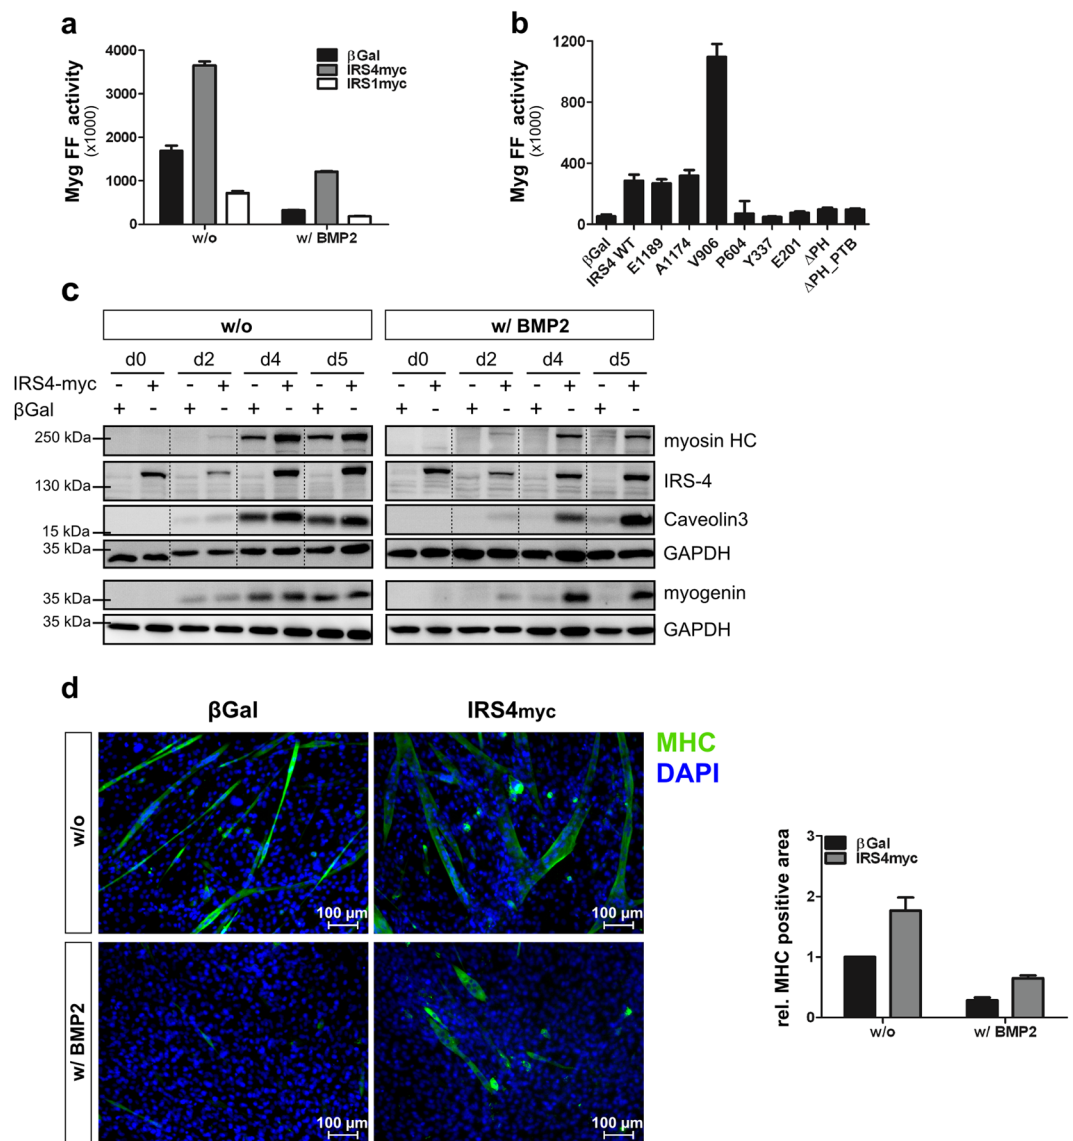 a
Myg FF activity
(x1000)
4000
3000
2000
1000
0
βGal
IRS4myc
IRS1myc
w/o
w/ BMP2
b
Myg FF activity
(x1000)
1200
800
400
0
βGal
IRS4 WT
E1189
A1174
V906
P604
Y337
E201
ΔPH
ΔPH_PTB
c
w/o
w/ BMP2
d0 d2 d4 d5 d0 d2 d4 d5
IRS4-myc - + - + - + - + - + - + - + - +
βGal + - + - + - + - + - + - + - + -
250 kDa myosin HC
130 kDa IRS-4
15 kDa Caveolin3
35 kDa GAPDH
35 kDa myogenin
35 kDa GAPDH
d
βGal
IRS4myc
w/o
100 µm
100 µm
MHC
DAPI
w/ BMP2
100 µm
100 µm
rel. MHC positive area
3
2
1
0
βGal
IRS4myc
w/o
w/ BMP2